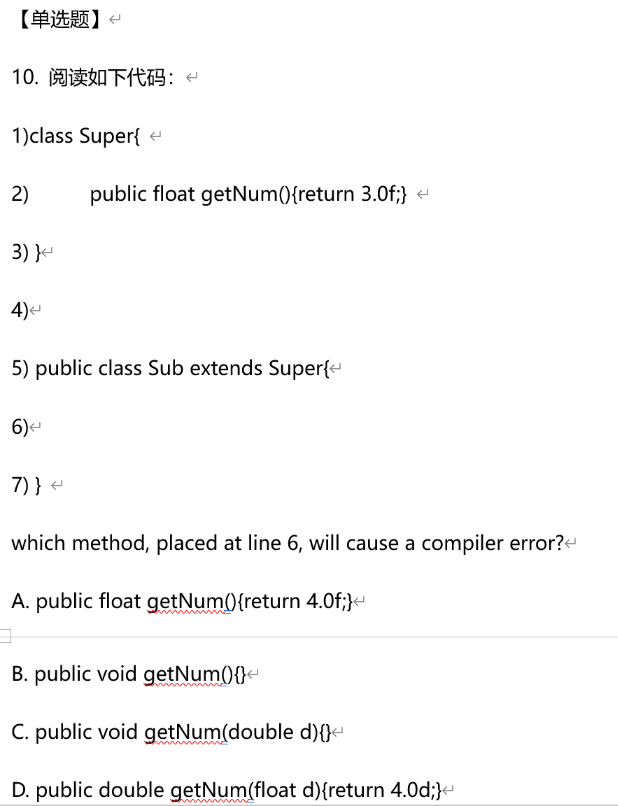 【单选题】
10. 阅读如下代码：
1)class Super{
2) public float getNum(){return 3.0f;}
3) }
4)
5) public class Sub extends Super{
6)
7) }
which method, placed at line 6, will cause a compiler error?
A. public float getNum(){return 4.0f;}
B. public void getNum(){}
C. public void getNum(double d){}
D. public double getNum(float d){return 4.0d;}